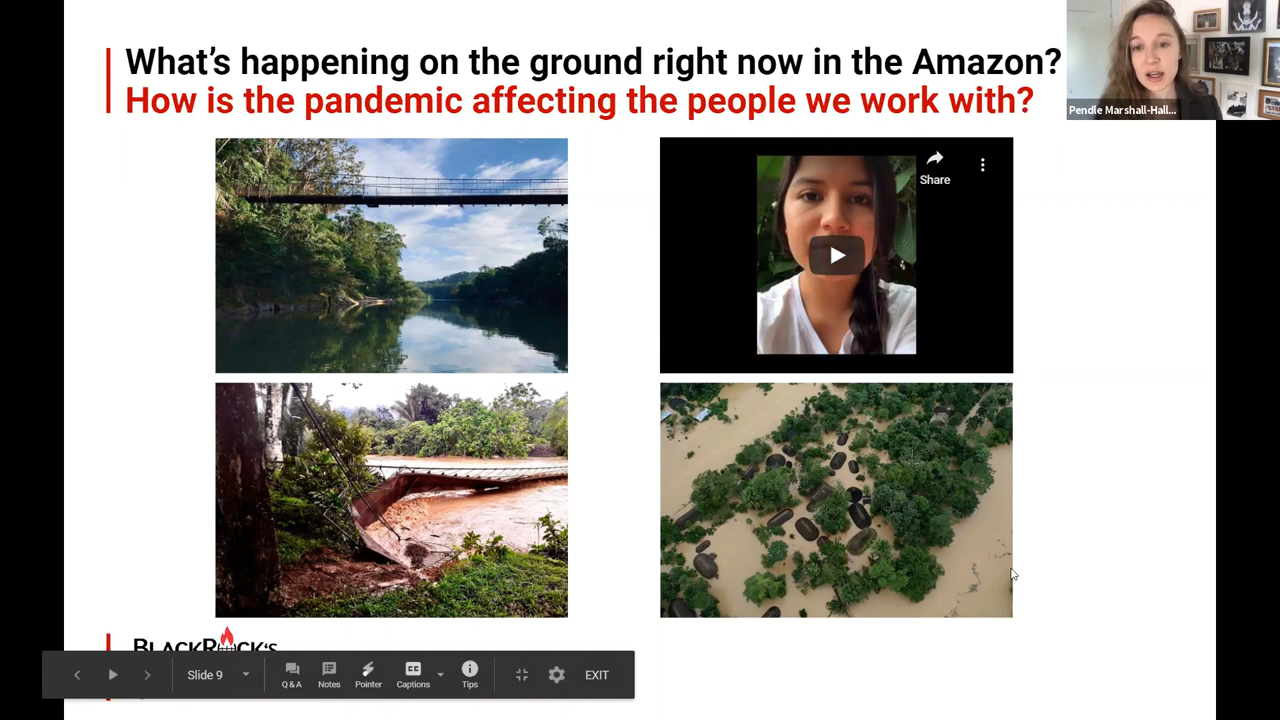 What's happening on the ground right now in the Amazon?
How is the pandemic affecting the people we work with?
Pendle Marshall-Hall...
Share
BLACKROCK'S
Slide 9
Q & A
Notes
Pointer
CC
Captions
Tips
EXIT